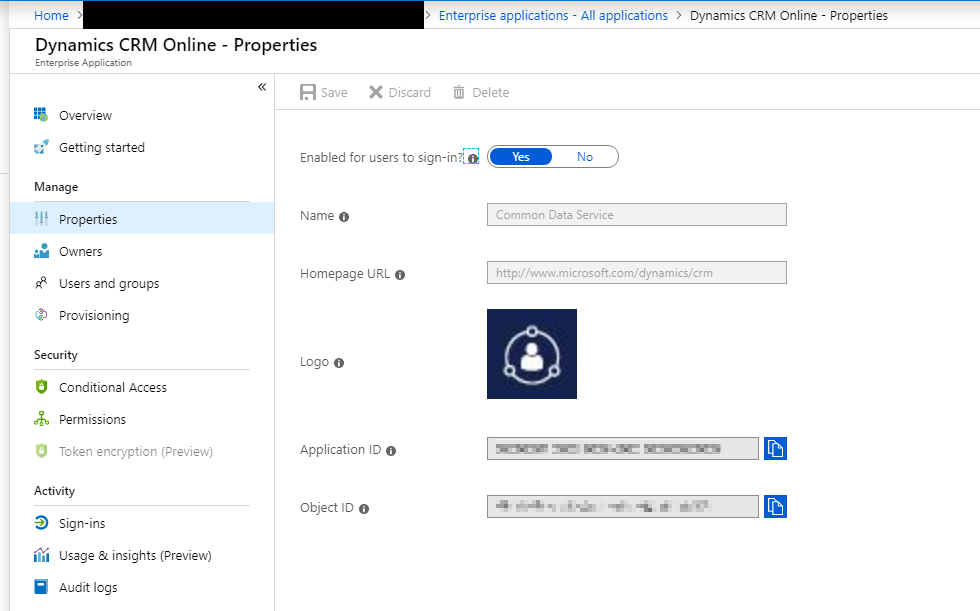 Home > > Enterprise applications - All applications > Dynamics CRM Online - Properties
Dynamics CRM Online - Properties
Enterprise Application
«
Save Discard Delete
Overview
Getting started
Manage
Properties
Owners
Users and groups
Provisioning
Security
Conditional Access
Permissions
Token encryption (Preview)
Activity
Sign-ins
Usage & insights (Preview)
Audit logs
Enabled for users to sign-in? Yes No
Name Common Data Service
Homepage URL http://www.microsoft.com/dynamics/crm
Logo
Application ID
Object ID